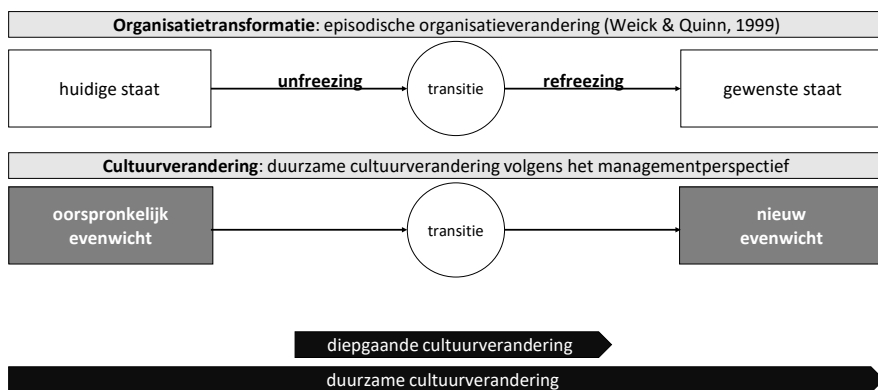 Organisatietransformatie: episodische organisatieverandering (Weick & Quinn, 1999)
huidige staat
unfreezing
transitie
refreezing
gewenste staat
Cultuurverandering: duurzame cultuurverandering volgens het managementperspectief
oorspronkelijk
evenwicht
transitie
nieuw
evenwicht
diepgaande cultuurverandering
duurzame cultuurverandering